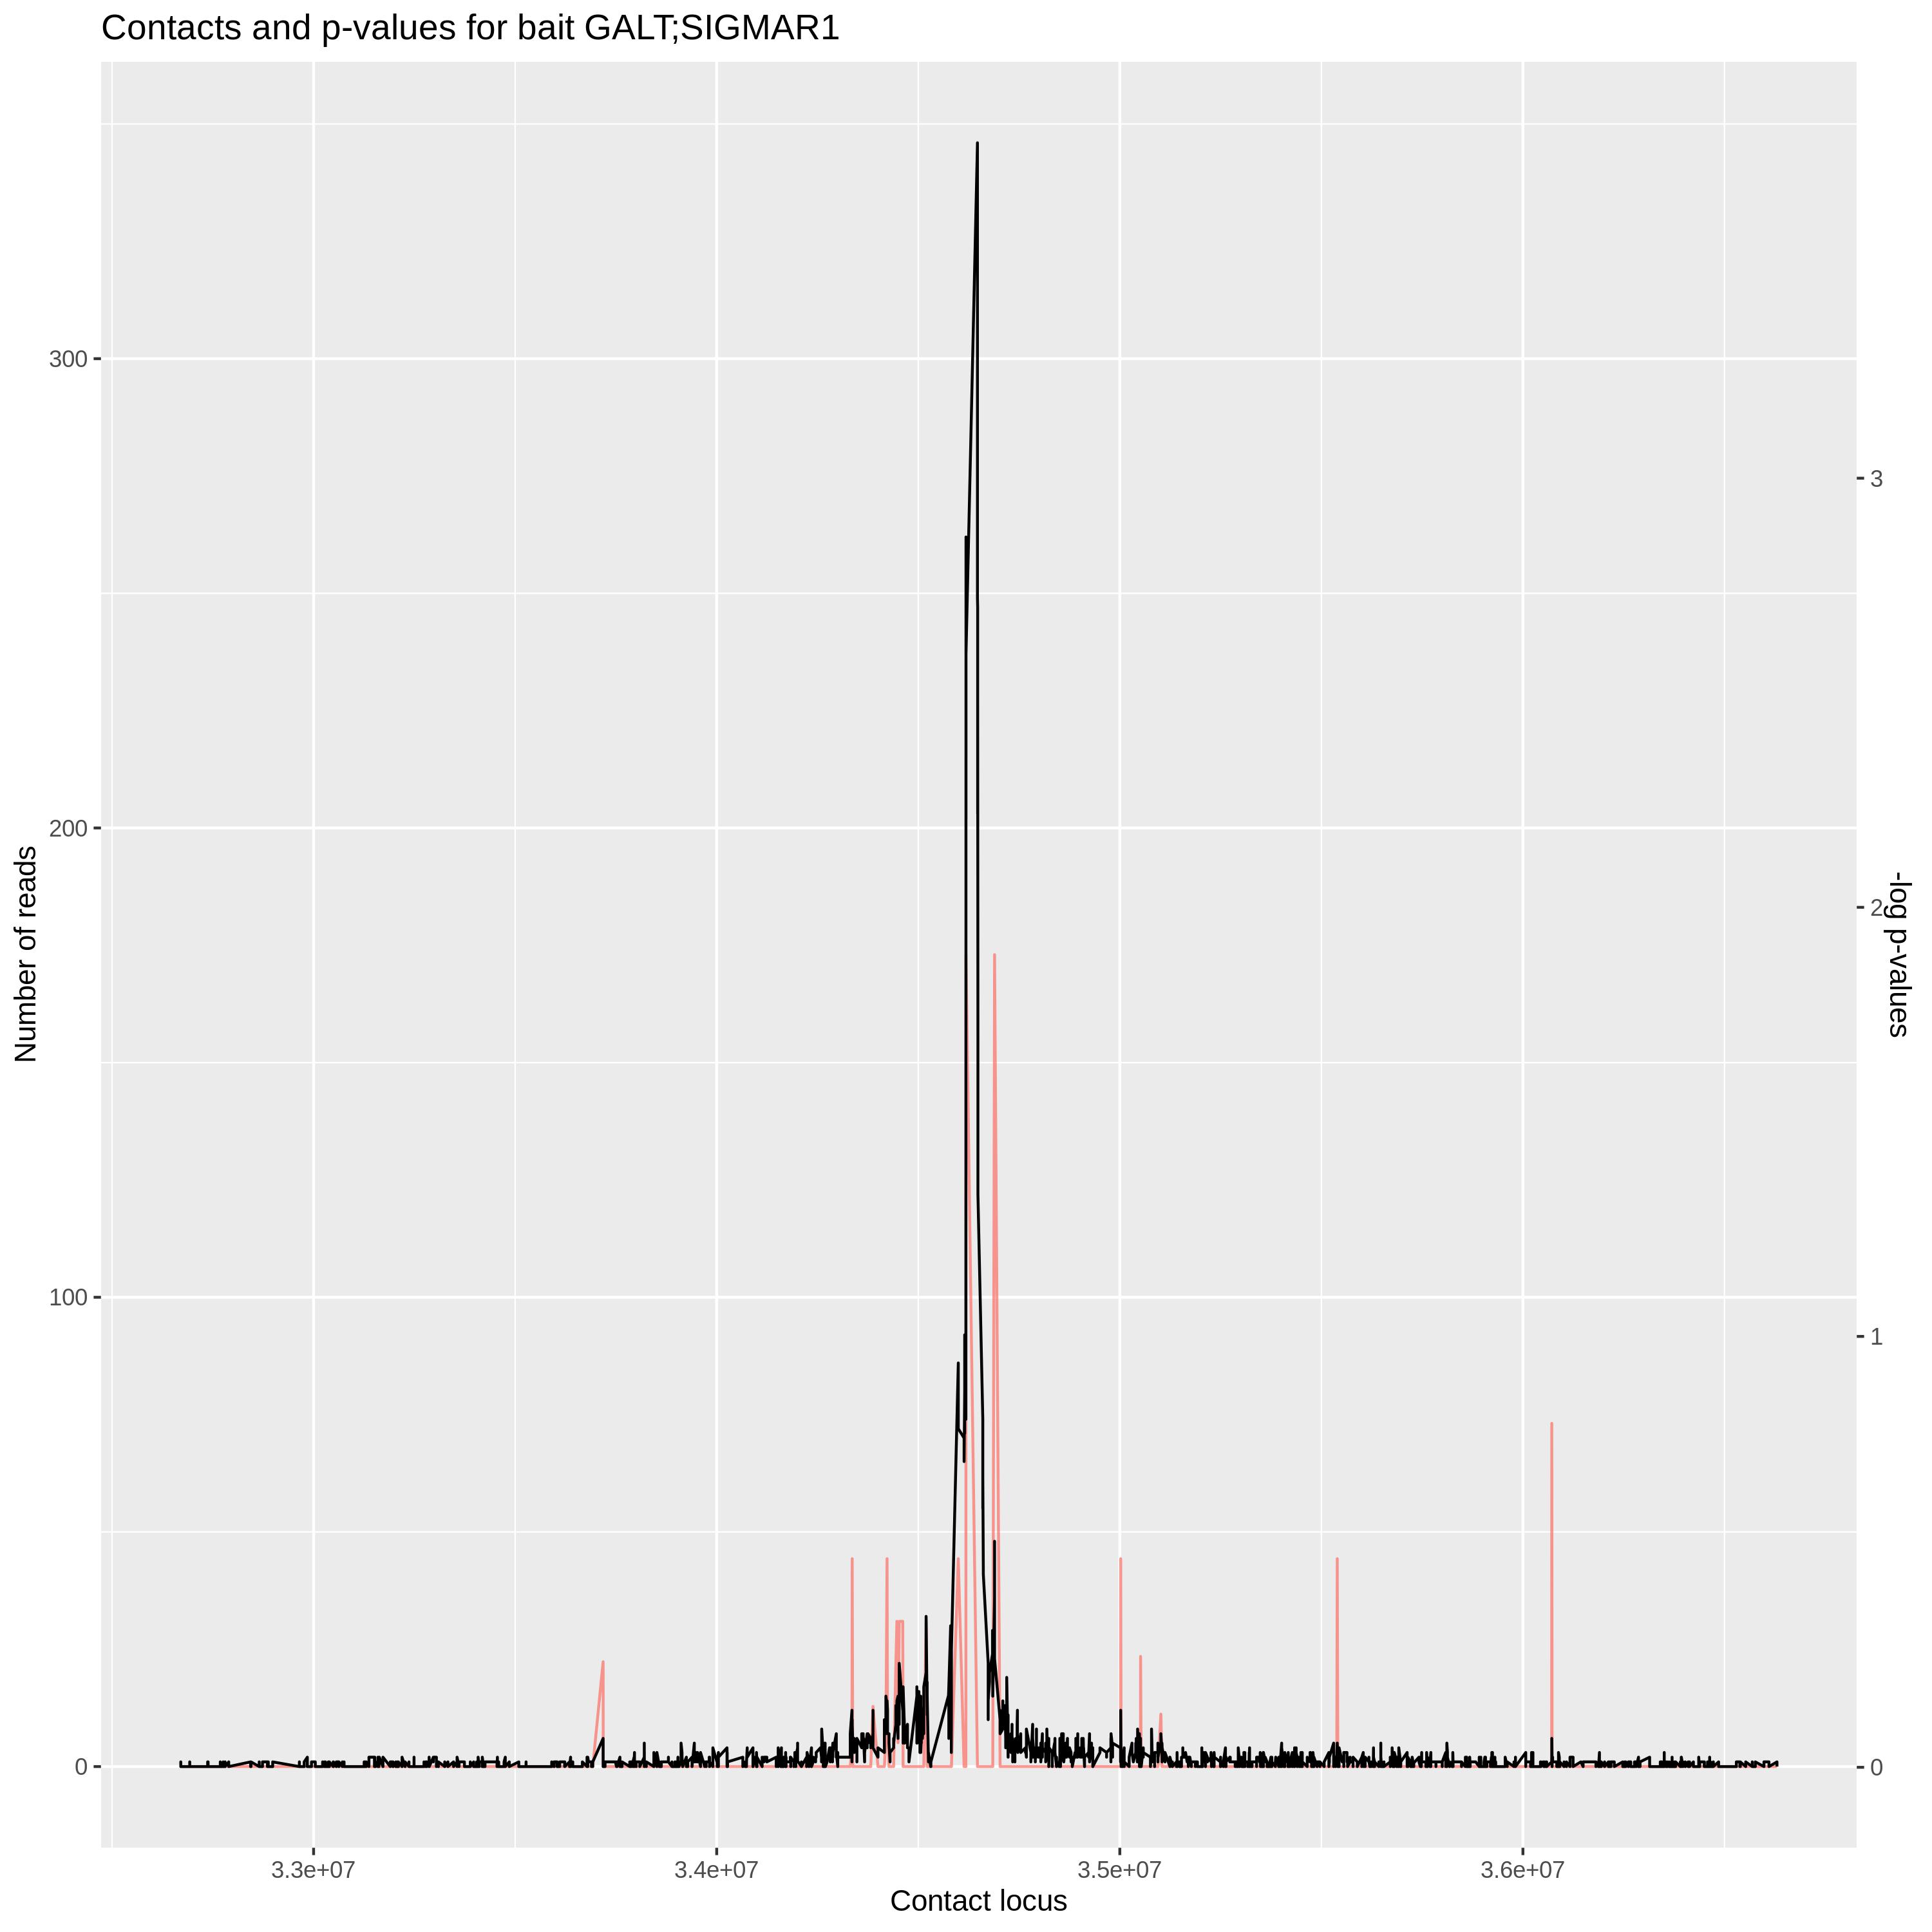 Contacts and p-values for bait GALT;SIGMAR1
300
200
100
0
Number of reads
3
2
1
0
-log p-values
3.3e+07
3.4e+07
3.5e+07
3.6e+07
Contact locus